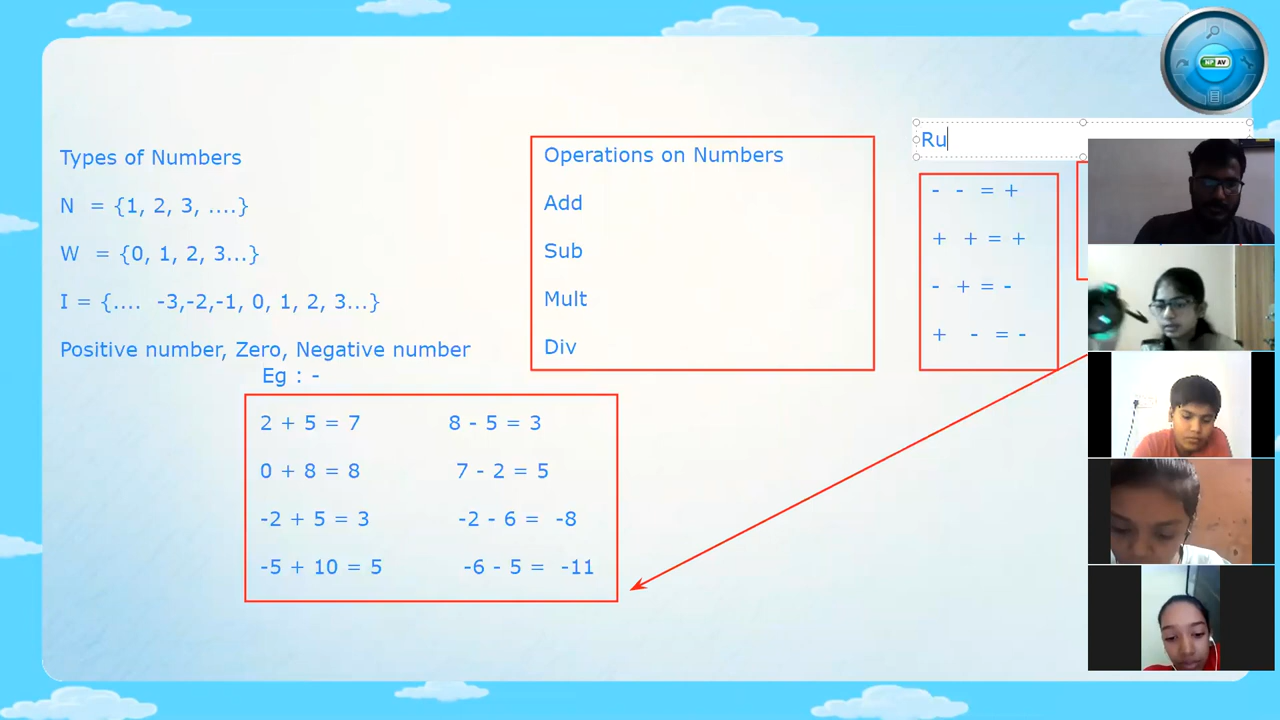 Types of Numbers
N = {1, 2, 3, ....}
W = {0, 1, 2, 3...}
I = {.... -3,-2,-1, 0, 1, 2, 3...}
Positive number, Zero, Negative number
Eg : -
2 + 5 = 7 8 - 5 = 3
0 + 8 = 8 7 - 2 = 5
-2 + 5 = 3 -2 - 6 = -8
-5 + 10 = 5 -6 - 5 = -11
Operations on Numbers
Add
Sub
Mult
Div
Ru
- - = +
+ + = +
- + = -
+ - = -
NP AV